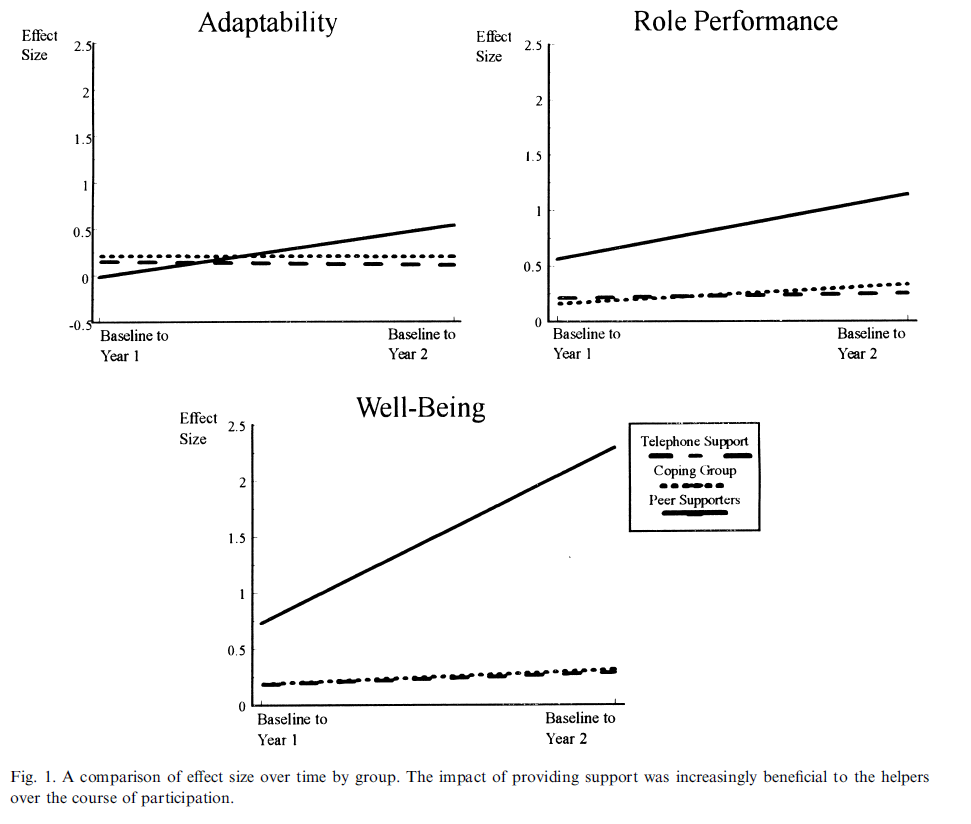 Adaptability
Effect
Size
2.5
2
1.5
1
0.5
0
-0.5
Baseline to
Year 1
Baseline to
Year 2
Role Performance
Effect
Size
2.5
2
1.5
1
0.5
0
Baseline to
Year 1
Baseline to
Year 2
Well-Being
Effect
Size
2.5
2
1.5
1
0.5
0
Baseline to
Year 1
Baseline to
Year 2
Telephone Support
Coping Group
Peer Supporters
Fig. 1. A comparison of effect size over time by group. The impact of providing support was increasingly beneficial to the helpers
over the course of participation.